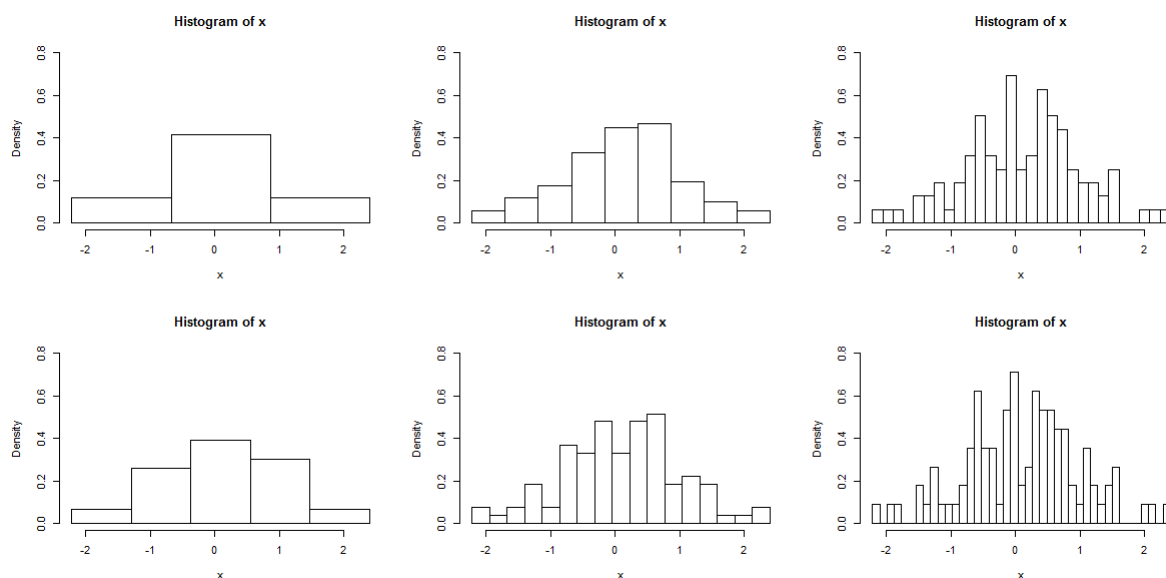 Histogram of x Histogram of x Histogram of x
Density Density Density
0.8 0.8 0.8
0.6 0.6 0.6
0.4 0.4 0.4
0.2 0.2 0.2
0.0 0.0 0.0
-2 -1 0 1 2 -2 -1 0 1 2 -2 -1 0 1 2
x x x
Histogram of x Histogram of x Histogram of x
Density Density Density
0.8 0.8 0.8
0.6 0.6 0.6
0.4 0.4 0.4
0.2 0.2 0.2
0.0 0.0 0.0
-2 -1 0 1 2 -2 -1 0 1 2 -2 -1 0 1 2
x x x